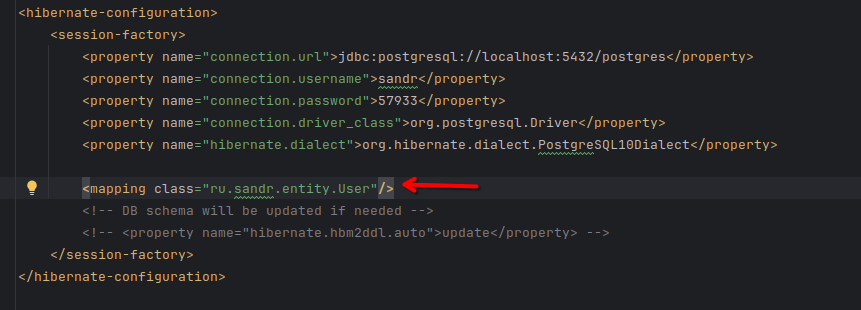 <hibernate-configuration>
<session-factory>
<property name="connection.url">jdbc:postgresql://localhost:5432/postgres</property>
<property name="connection.username">sandr</property>
<property name="connection.password">57933</property>
<property name="connection.driver_class">org.postgresql.Driver</property>
<property name="hibernate.dialect">org.hibernate.dialect.PostgreSQL10Dialect</property>
<mapping class="ru.sandr.entity.User"/>
<!-- DB schema will be updated if needed -->
<!-- <property name="hibernate.hbm2ddl.auto">update</property> -->
</session-factory>
</hibernate-configuration>